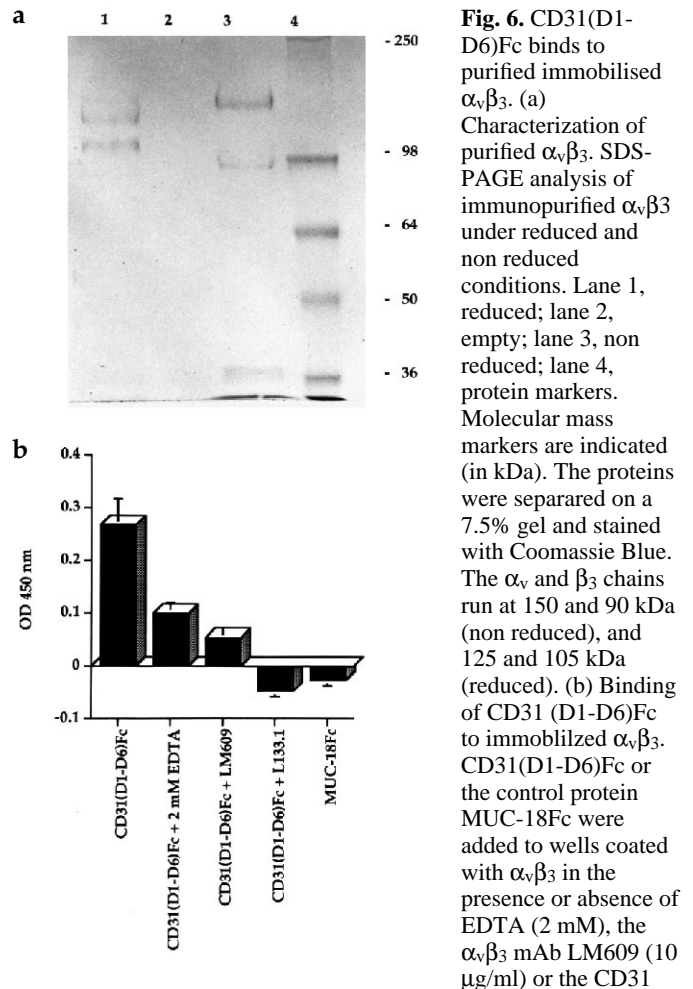 a
1 2 3 4
- 250
- 98
- 64
- 50
- 36
b
0.4
0.3
0.2
0.1
0
-0.1
OD 450 nm
CD31(D1-D6)Fc
CD31(D1-D6)Fc + 2 mM EDTA
CD31(D1-D6)Fc + LM609
CD31(D1-D6)Fc + L133.1
MUC-18Fc
Fig. 6. CD31(D1-
D6)Fc binds to
purified immobilised
αvβ3. (a)
Characterization of
purified αvβ3. SDS-
PAGE analysis of
immunopurified αvβ3
under reduced and
non reduced
conditions. Lane 1,
reduced; lane 2,
empty; lane 3, non
reduced; lane 4,
protein markers.
Molecular mass
markers are indicated
(in kDa). The proteins
were separared on a
7.5% gel and stained
with Coomassie Blue.
The αv and β3 chains
run at 150 and 90 kDa
(non reduced), and
125 and 105 kDa
(reduced). (b) Binding
of CD31 (D1-D6)Fc
to immoblilzed αvβ3.
CD31(D1-D6)Fc or
the control protein
MUC-18Fc were
added to wells coated
with αvβ3 in the
presence or absence of
EDTA (2 mM), the
αvβ3 mAb LM609 (10
µg/ml) or the CD31